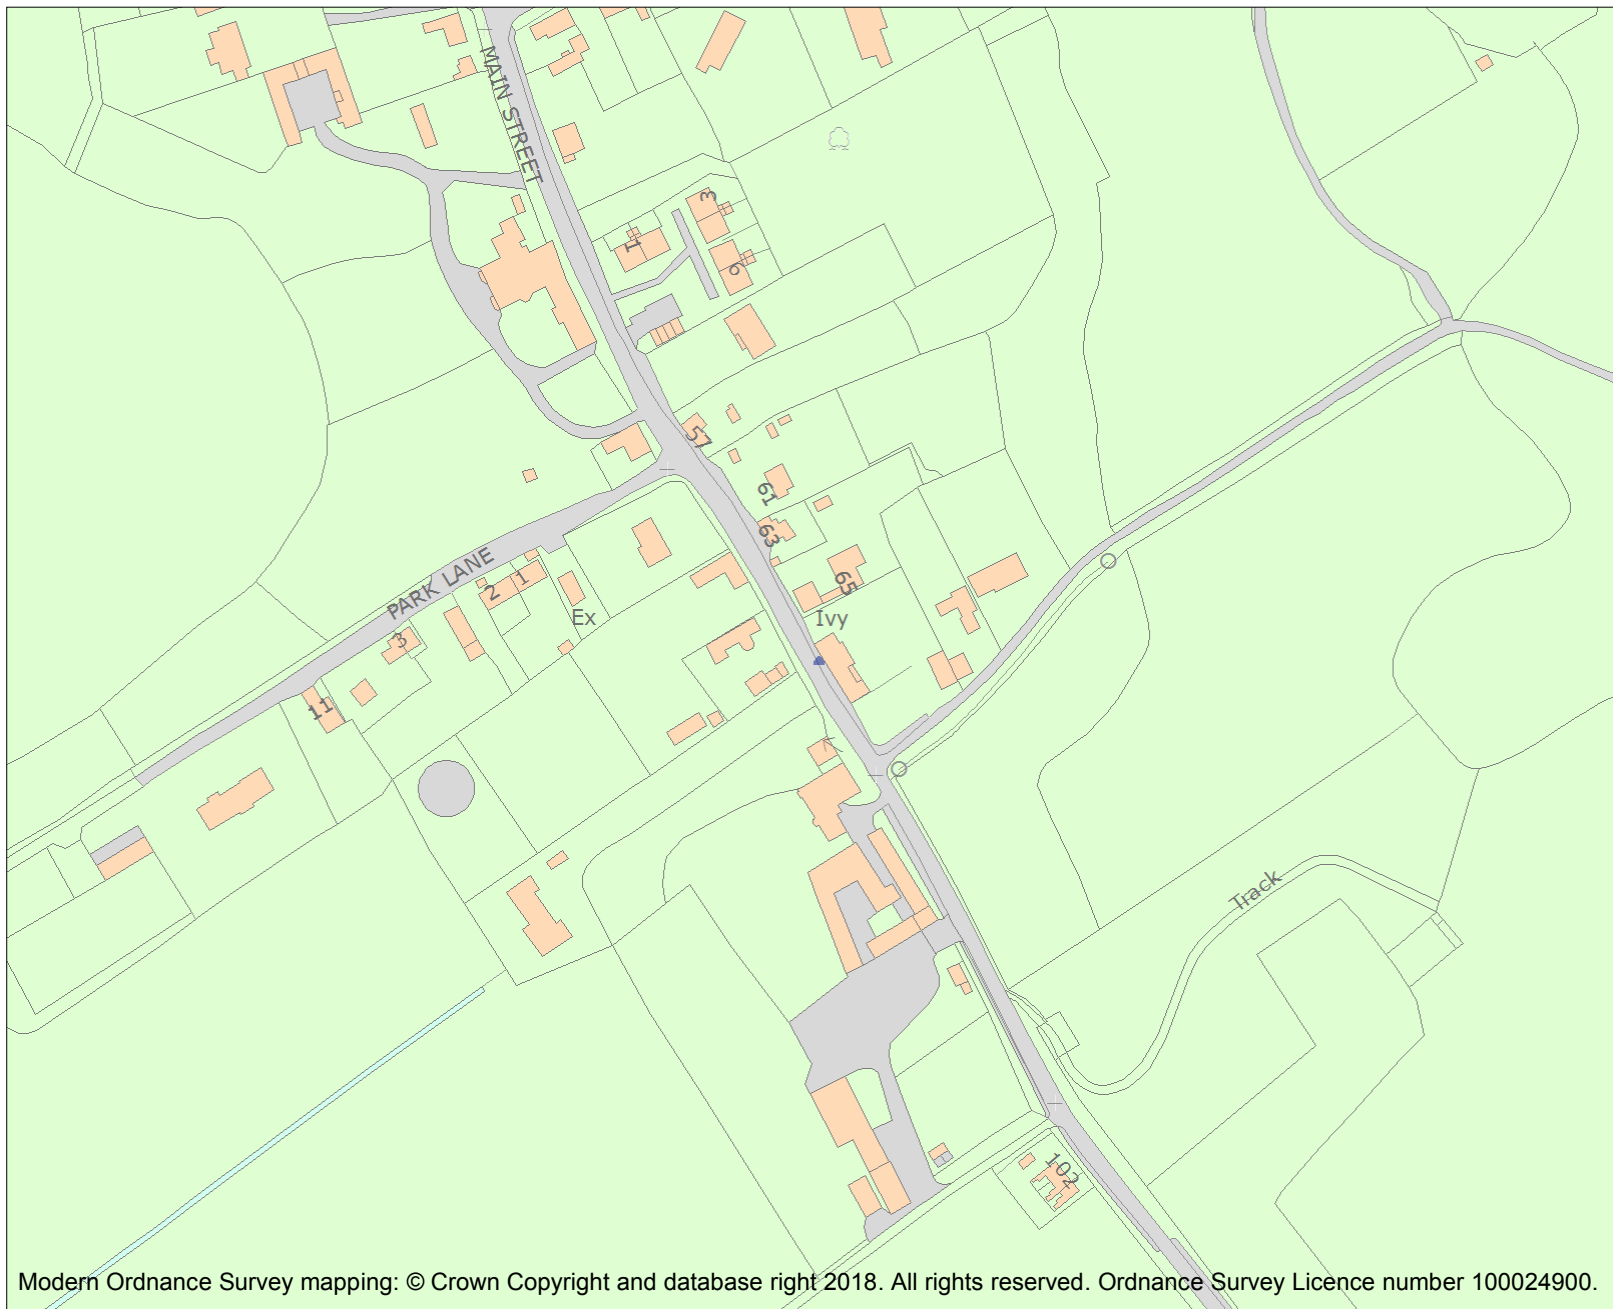 MAIN STREET
3
1
6
57
61
63
PARK LANE
1
2
65
Ex
Ivy
3
11
Track
102
Modern Ordnance Survey mapping: © Crown Copyright and database right 2018. All rights reserved. Ordnance Survey Licence number 100024900.